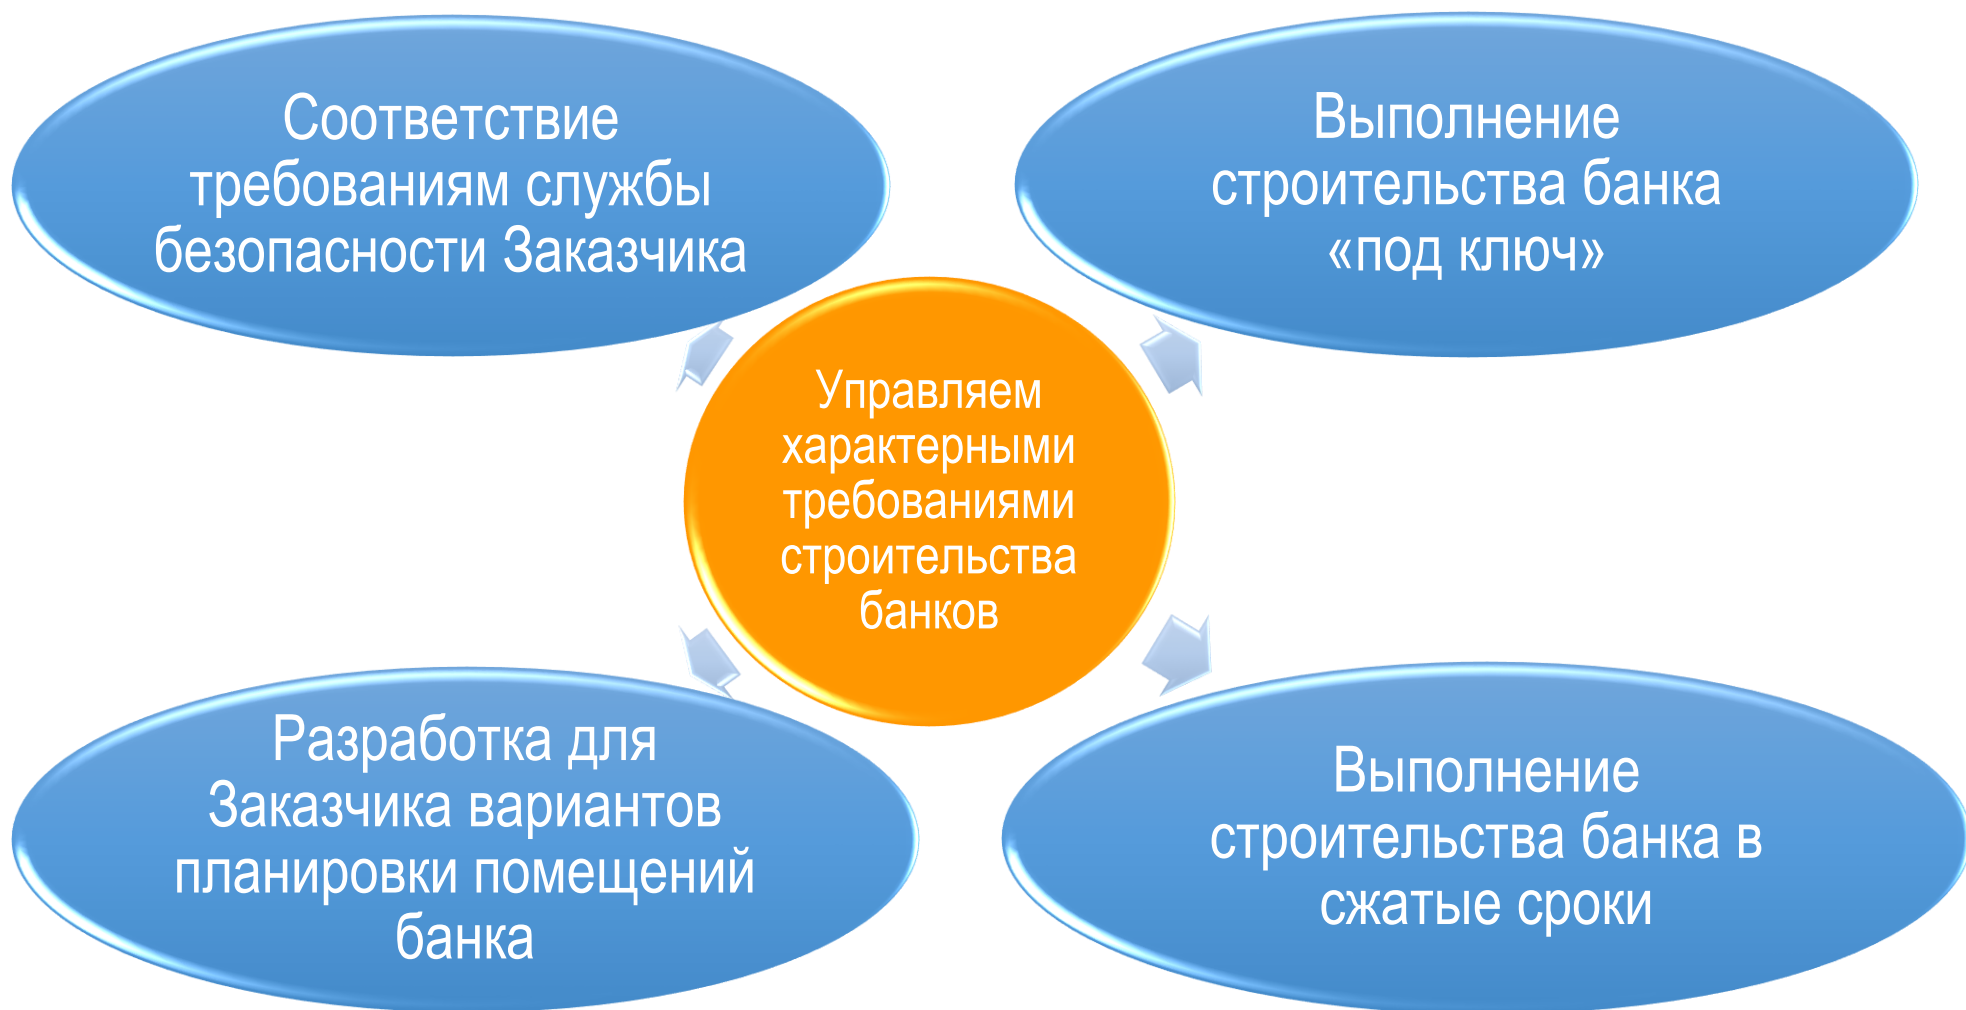 Соответствие
требованиям службы
безопасности Заказчика
Выполнение
строительства банка
«под ключ»
Управляем
характерными
требованиями
строительства
банков
Разработка для
Заказчика вариантов
планировки помещений
банка
Выполнение
строительства банка в
сжатые сроки